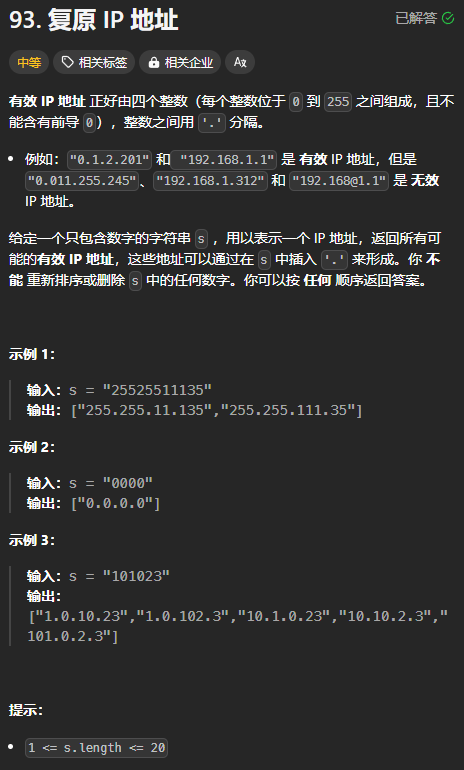 93. 复原 IP 地址
已解答
中等
相关标签
相关企业
有效 IP 地址 正好由四个整数（每个整数位于 0 到 255 之间组成，且不
能含有前导 0），整数之间用 '.' 分隔。
例如："0.1.2.201" 和 "192.168.1.1" 是 有效 IP 地址，但是
"0.011.255.245"、"192.168.1.312" 和 "192.168@1.1" 是 无效
IP 地址。
给定一个只包含数字的字符串 s ，用以表示一个 IP 地址，返回所有可
能的有效 IP 地址，这些地址可以通过在 s 中插入 '.' 来形成。你 不
能 重新排序或删除 s 中的任何数字。你可以按 任何 顺序返回答案。
示例 1：
输入：s = "25525511135"
输出：["255.255.11.135","255.255.111.35"]
示例 2：
输入：s = "0000"
输出：["0.0.0.0"]
示例 3：
输入：s = "101023"
输出：
["1.0.10.23","1.0.102.3","10.1.0.23","10.10.2.3","
101.0.2.3"]
提示：
1 <= s.length <= 20